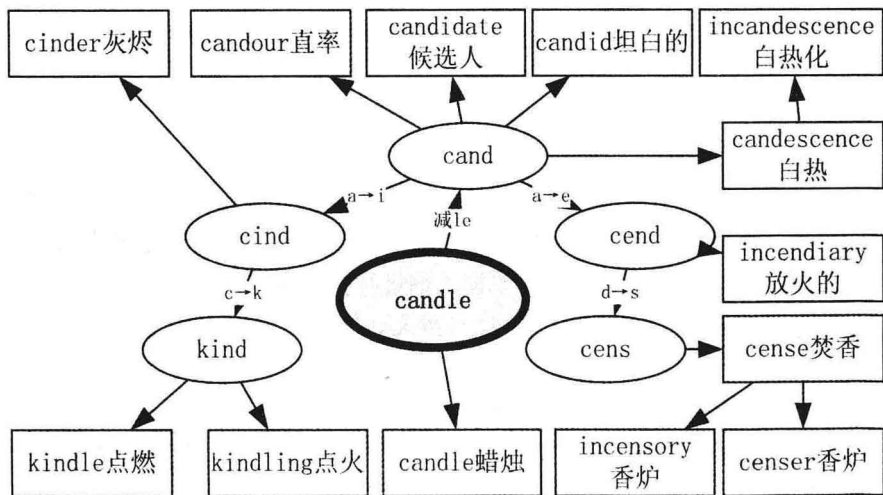 cinder灰烬
candour直率
candidate
候选人
candid坦白的
incandescence
白热化
cand
candescence
白热
a→i
a→e
减le
cind
cend
incendiary
放火的
c→k
candle
d→s
kind
cens
cense焚香
kindle点燃
kindling点火
candle蜡烛
incensory
香炉
censer香炉